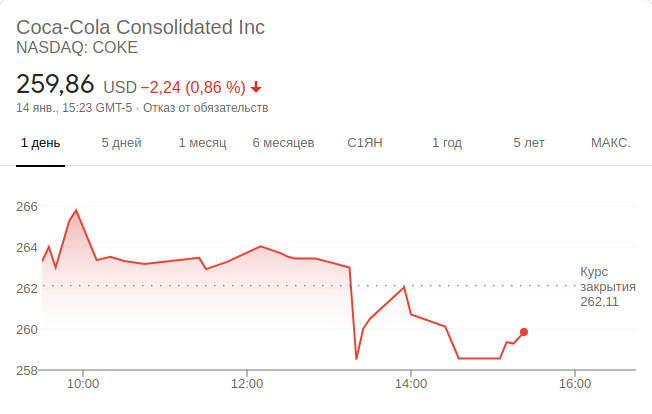 Coca-Cola Consolidated Inc
NASDAQ: COKE
259,86 USD −2,24 (0,86 %)
14 янв., 15:23 GMT-5 · Отказ от обязательств
1 день 5 дней 1 месяц 6 месяцев С1ЯН 1 год 5 лет МАКС.
266
264
262
260
258
Курс
закрытия
262,11
10:00 12:00 14:00 16:00